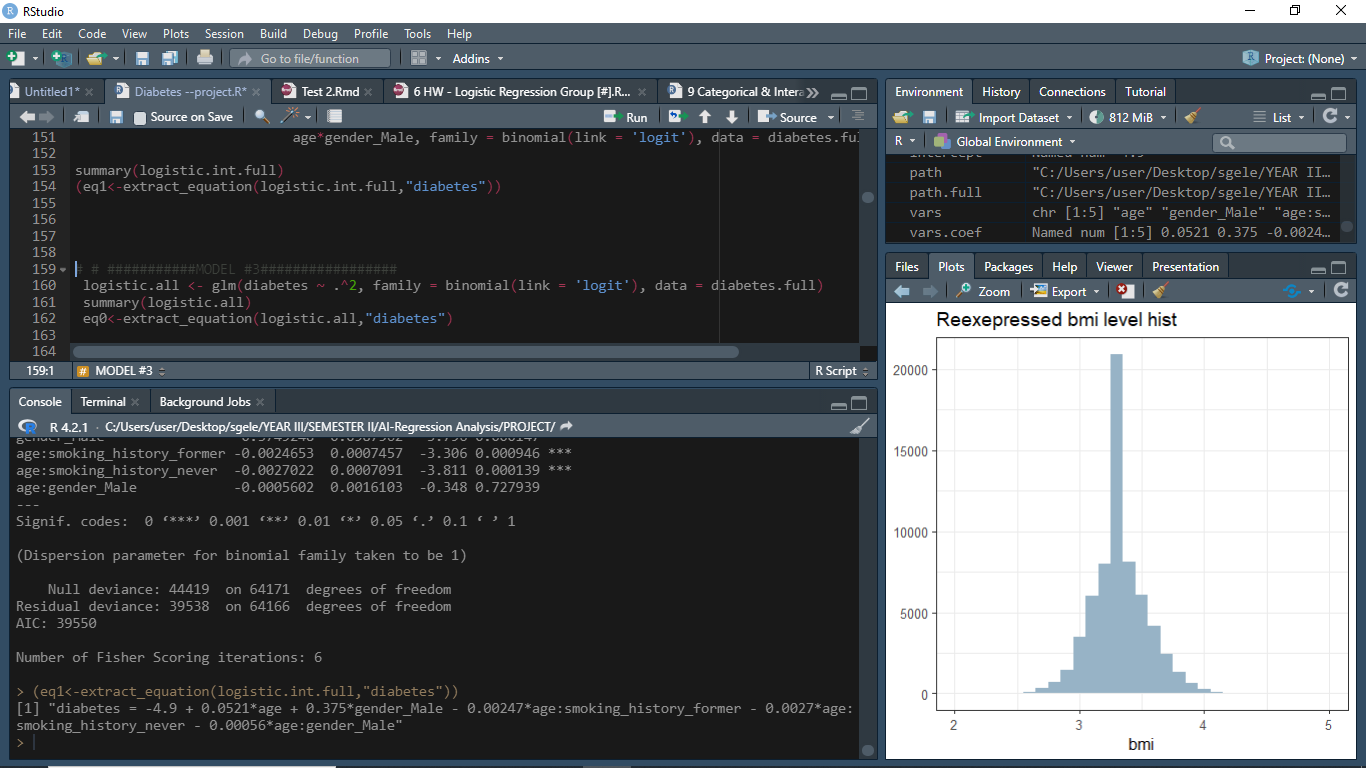 RStudio
File Edit Code View Plots Session Build Debug Profile Tools Help
Go to file/function Addins Project: (None)
Untitled1* Diabetes --project.R* Test 2.Rmd 6 HW - Logistic Regression Group [#].R... 9 Categorical & Intera
Source on Save Run Source
151 age*gender_Male, family = binomial(link = 'logit'), data = diabetes.ful
152
153 summary(logistic.int.full)
154 (eq1<-extract_equation(logistic.int.full,"diabetes"))
155
156
157
158
159 # # ###########MODEL #3#################
160 logistic.all <- glm(diabetes ~ .^2, family = binomial(link = 'logit'), data = diabetes.full)
161 summary(logistic.all)
162 eq0<-extract_equation(logistic.all,"diabetes")
163
164
159:1 # MODEL #3 R Script
Console Terminal Background Jobs
R 4.2.1 · C:/Users/user/Desktop/sgele/YEAR III/SEMESTER II/AI-Regression Analysis/PROJECT/
age:smoking_history_former -0.0024653 0.0007457 -3.306 0.000946 ***
age:smoking_history_never -0.0027022 0.0007091 -3.811 0.000139 ***
age:gender_Male -0.0005602 0.0016103 -0.348 0.727939
---
Signif. codes: 0 ‘***’ 0.001 ‘**’ 0.01 ‘*’ 0.05 ‘.’ 0.1 ‘ ’ 1
(Dispersion parameter for binomial family taken to be 1)
Null deviance: 44419 on 64171 degrees of freedom
Residual deviance: 39538 on 64166 degrees of freedom
AIC: 39550
Number of Fisher Scoring iterations: 6
> (eq1<-extract_equation(logistic.int.full,"diabetes"))
[1] "diabetes = -4.9 + 0.0521*age + 0.375*gender_Male - 0.00247*age:smoking_history_former - 0.0027*age:
smoking_history_never - 0.00056*age:gender_Male"
>
Environment History Connections Tutorial
Import Dataset 812 MiB List
R Global Environment
path "C:/Users/user/Desktop/sgele/YEAR II…
path.full "C:/Users/user/Desktop/sgele/YEAR II…
vars chr [1:5] "age" "gender_Male" "age:s…
vars.coef Named num [1:5] 0.0521 0.375 -0.0024…
Files Plots Packages Help Viewer Presentation
Zoom Export
Reexepressed bmi level hist
20000
15000
10000
5000
0
2 3 4 5
bmi